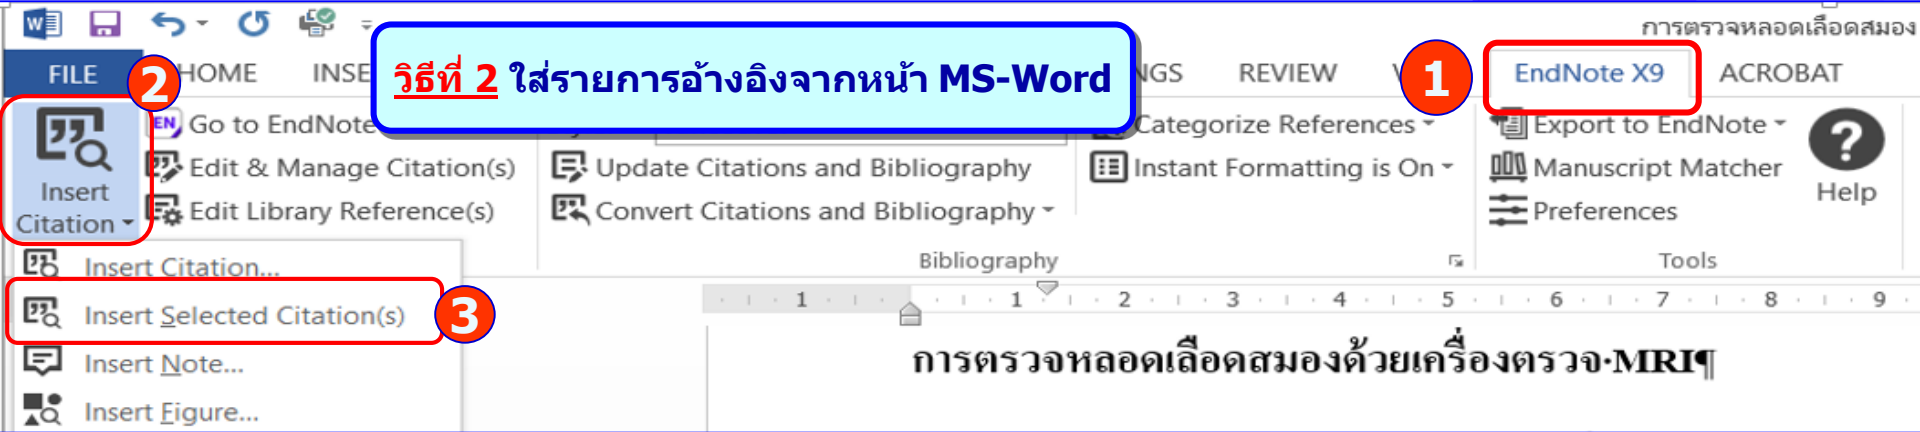 การตรวจหลอดเลือดสมอง
วิธีที่ 2 ใส่รายการอ้างอิงจากหน้า MS-Word
FILE 2 HOME INSE NGS REVIEW V 1 EndNote X9 ACROBAT
Go to EndNote Categorize References Export to EndNote
Edit & Manage Citation(s) Update Citations and Bibliography Instant Formatting is On Manuscript Matcher
Insert Citation Edit Library Reference(s) Convert Citations and Bibliography Preferences Help
Bibliography Tools
Insert Citation...
Insert Selected Citation(s) 3
Insert Note...
Insert Figure...
1 1 2 3 4 5 6 7 8 9
การตรวจหลอดเลือดสมองด้วยเครื่องตรวจ·MRI¶